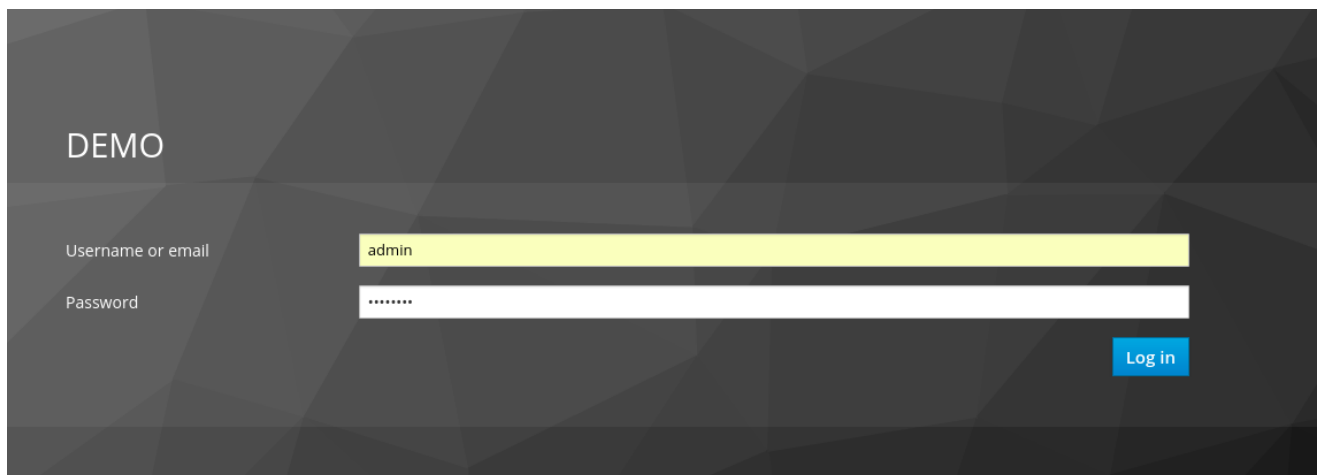 DEMO
Username or email admin
Password ••••••••
Log in